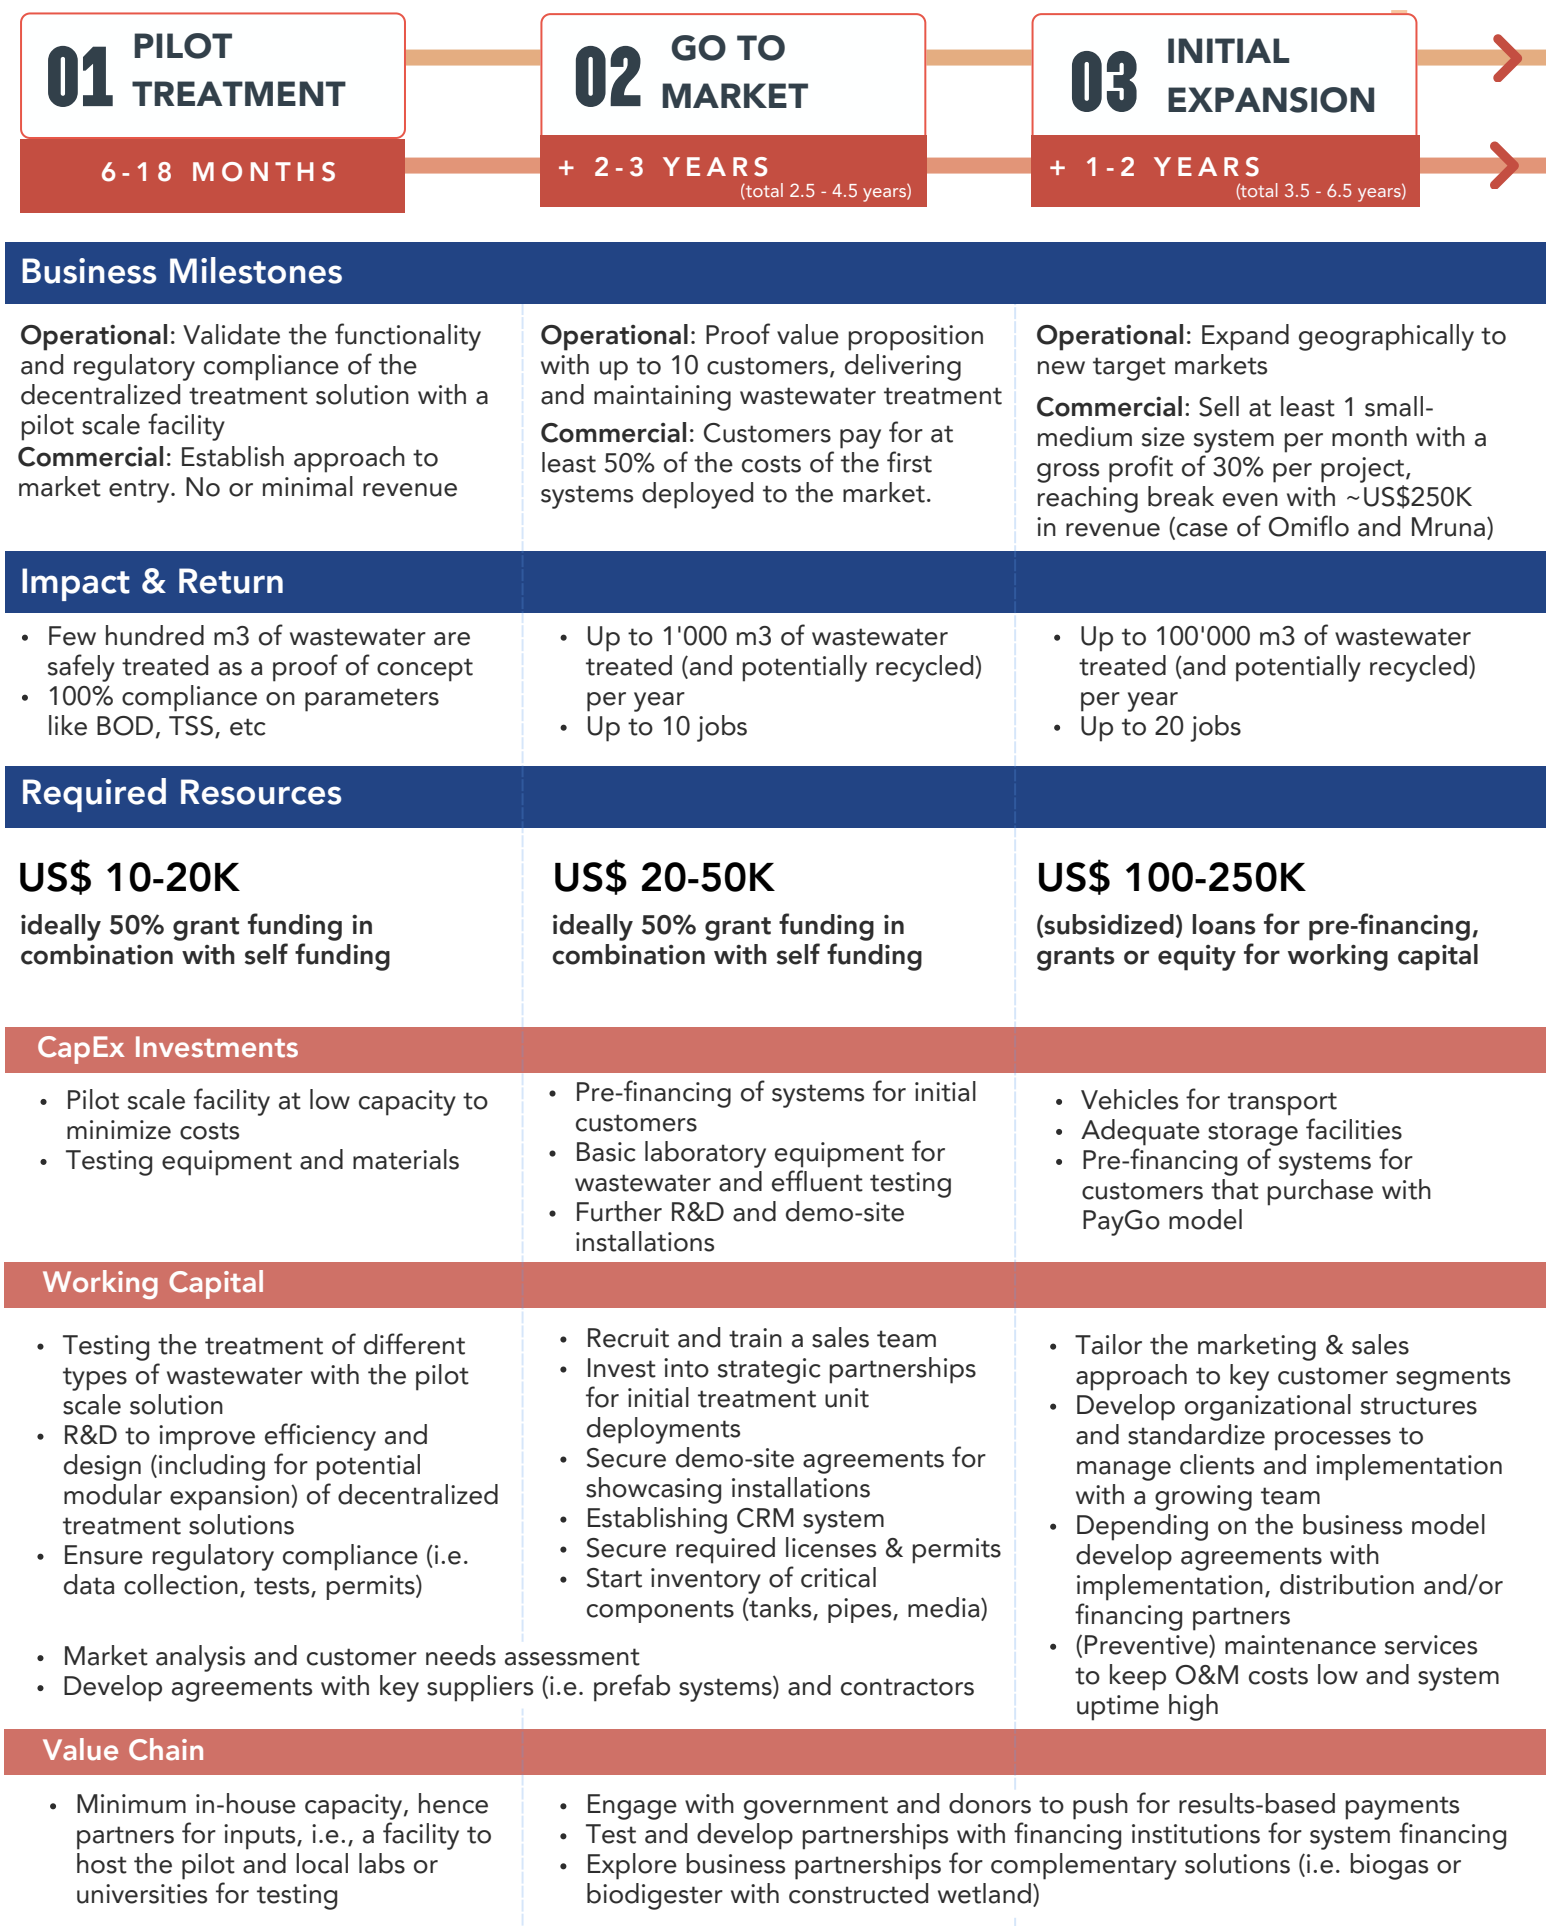 01 PILOT
TREATMENT
6-18 MONTHS
02 GO TO
MARKET
+ 2-3 YEARS
(total 2.5 - 4.5 years)
03 INITIAL
EXPANSION
+ 1-2 YEARS
(total 3.5 - 6.5 years)
Business Milestones
Operational: Validate the functionality
and regulatory compliance of the
decentralized treatment solution with a
pilot scale facility
Commercial: Establish approach to
market entry. No or minimal revenue
Operational: Proof value proposition
with up to 10 customers, delivering
and maintaining wastewater treatment
Commercial: Customers pay for at
least 50% of the costs of the first
systems deployed to the market.
Operational: Expand geographically to
new target markets
Commercial: Sell at least 1 small-
medium size system per month with a
gross profit of 30% per project,
reaching break even with ~US$250K
in revenue (case of Omiflo and Mruna)
Impact & Return
• Few hundred m3 of wastewater are
safely treated as a proof of concept
• 100% compliance on parameters
like BOD, TSS, etc
• Up to 1'000 m3 of wastewater
treated (and potentially recycled)
per year
• Up to 10 jobs
• Up to 100'000 m3 of wastewater
treated (and potentially recycled)
per year
• Up to 20 jobs
Required Resources
US$ 10-20K
ideally 50% grant funding in
combination with self funding
US$ 20-50K
ideally 50% grant funding in
combination with self funding
US$ 100-250K
(subsidized) loans for pre-financing,
grants or equity for working capital
CapEx Investments
• Pilot scale facility at low capacity to
minimize costs
• Testing equipment and materials
• Pre-financing of systems for initial
customers
• Basic laboratory equipment for
wastewater and effluent testing
• Further R&D and demo-site
installations
• Vehicles for transport
• Adequate storage facilities
• Pre-financing of systems for
customers that purchase with
PayGo model
Working Capital
• Testing the treatment of different
types of wastewater with the pilot
scale solution
• R&D to improve efficiency and
design (including for potential
modular expansion) of decentralized
treatment solutions
• Ensure regulatory compliance (i.e.
data collection, tests, permits)
• Recruit and train a sales team
• Invest into strategic partnerships
for initial treatment unit
deployments
• Secure demo-site agreements for
showcasing installations
• Establishing CRM system
• Secure required licenses & permits
• Start inventory of critical
components (tanks, pipes, media)
• Market analysis and customer needs assessment
• Develop agreements with key suppliers (i.e. prefab systems) and contractors
• Tailor the marketing & sales
approach to key customer segments
• Develop organizational structures
and standardize processes to
manage clients and implementation
with a growing team
• Depending on the business model
develop agreements with
implementation, distribution and/or
financing partners
• (Preventive) maintenance services
to keep O&M costs low and system
uptime high
Value Chain
• Minimum in-house capacity, hence
partners for inputs, i.e., a facility to
host the pilot and local labs or
universities for testing
• Engage with government and donors to push for results-based payments
• Test and develop partnerships with financing institutions for system financing
• Explore business partnerships for complementary solutions (i.e. biogas or
biodigester with constructed wetland)